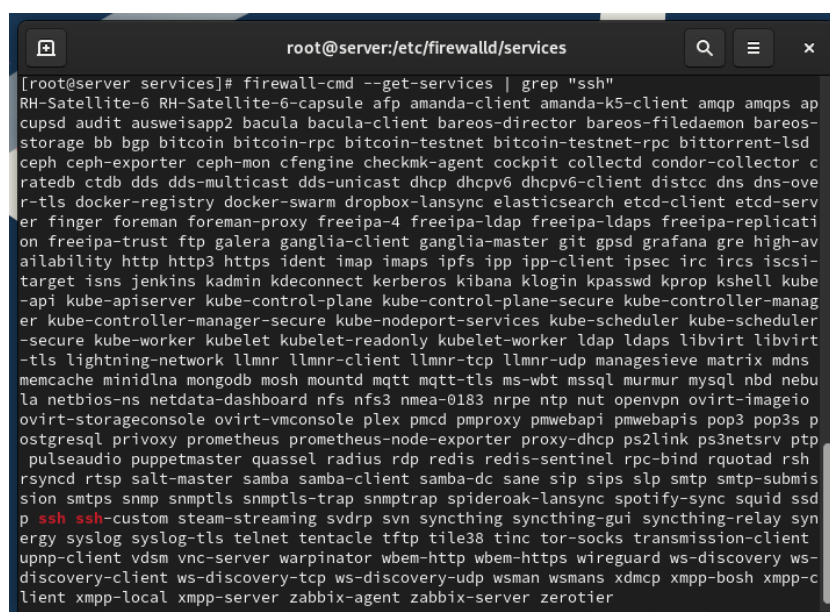 root@server:/etc/firewalld/services
[root@server services]# firewall-cmd --get-services | grep "ssh"
RH-Satellite-6 RH-Satellite-6-capsule afp amanda-client amanda-k5-client amqp amqps ap
cupsd audit ausweisapp2 bacula bacula-client bareos-director bareos-filedaemon bareos-
storage bb bgp bitcoin bitcoin-rpc bitcoin-testnet bitcoin-testnet-rpc bittorrent-lsd
ceph ceph-exporter ceph-mon cfengine checkmk-agent cockpit collectd condor-collector c
ratedb ctdb dds dds-multicast dds-unicast dhcp dhcpv6 dhcpv6-client distcc dns dns-ove
r-tls docker-registry docker-swarm dropbox-lansync elasticsearch etcd-client etcd-serv
er finger foreman foreman-proxy freeipa-4 freeipa-ldap freeipa-ldaps freeipa-replicati
on freeipa-trust ftp galera ganglia-client ganglia-master git gpsd grafana gre high-av
ailability http http3 https ident imap imaps ipfs ipp ipp-client ipsec irc ircs iscsi-
target isns jenkins kadmin kdeconnect kerberos kibana klogin kpasswd kprop kshell kube
-api kube-apiserver kube-control-plane kube-control-plane-secure kube-controller-manag
er kube-controller-manager-secure kube-nodeport-services kube-scheduler kube-scheduler
-secure kube-worker kubelet kubelet-readonly kubelet-worker ldap ldaps libvirt libvirt
-tls lightning-network llmnr llmnr-client llmnr-tcp llmnr-udp managesieve matrix mdns
memcache minidlna mongodb mosh mountd mqtt mqtt-tls ms-wbt mssql murmur mysql nbd nebu
la netbios-ns netdata-dashboard nfs nfs3 nmea-0183 nrpe ntp nut openvpn ovirt-imageio
ovirt-storageconsole ovirt-vmconsole plex pmcd pmproxy pmwebapi pmwebapis pop3 pop3s p
ostgresql privoxy prometheus prometheus-node-exporter proxy-dhcp ps2link ps3netsrv ptp
pulseaudio puppetmaster quassel radius rdp redis redis-sentinel rpc-bind rquotad rsh
rsyncd rtsp salt-master samba samba-client samba-dc sane sip sips slp smtp smtp-submis
sion smtps snmp snmptls snmptls-trap snmptrap spideroak-lansync spotify-sync squid ssd
p ssh ssh-custom steam-streaming svdrp svn syncthing syncthing-gui syncthing-relay syn
ergy syslog syslog-tls telnet tentacle tftp tile38 tinc tor-socks transmission-client
upnp-client vdsm vnc-server warpinator wbem-http wbem-https wireguard ws-discovery ws-
discovery-client ws-discovery-tcp ws-discovery-udp wsman wsmans xdmcp xmpp-bosh xmpp-c
lient xmpp-local xmpp-server zabbix-agent zabbix-server zerotier